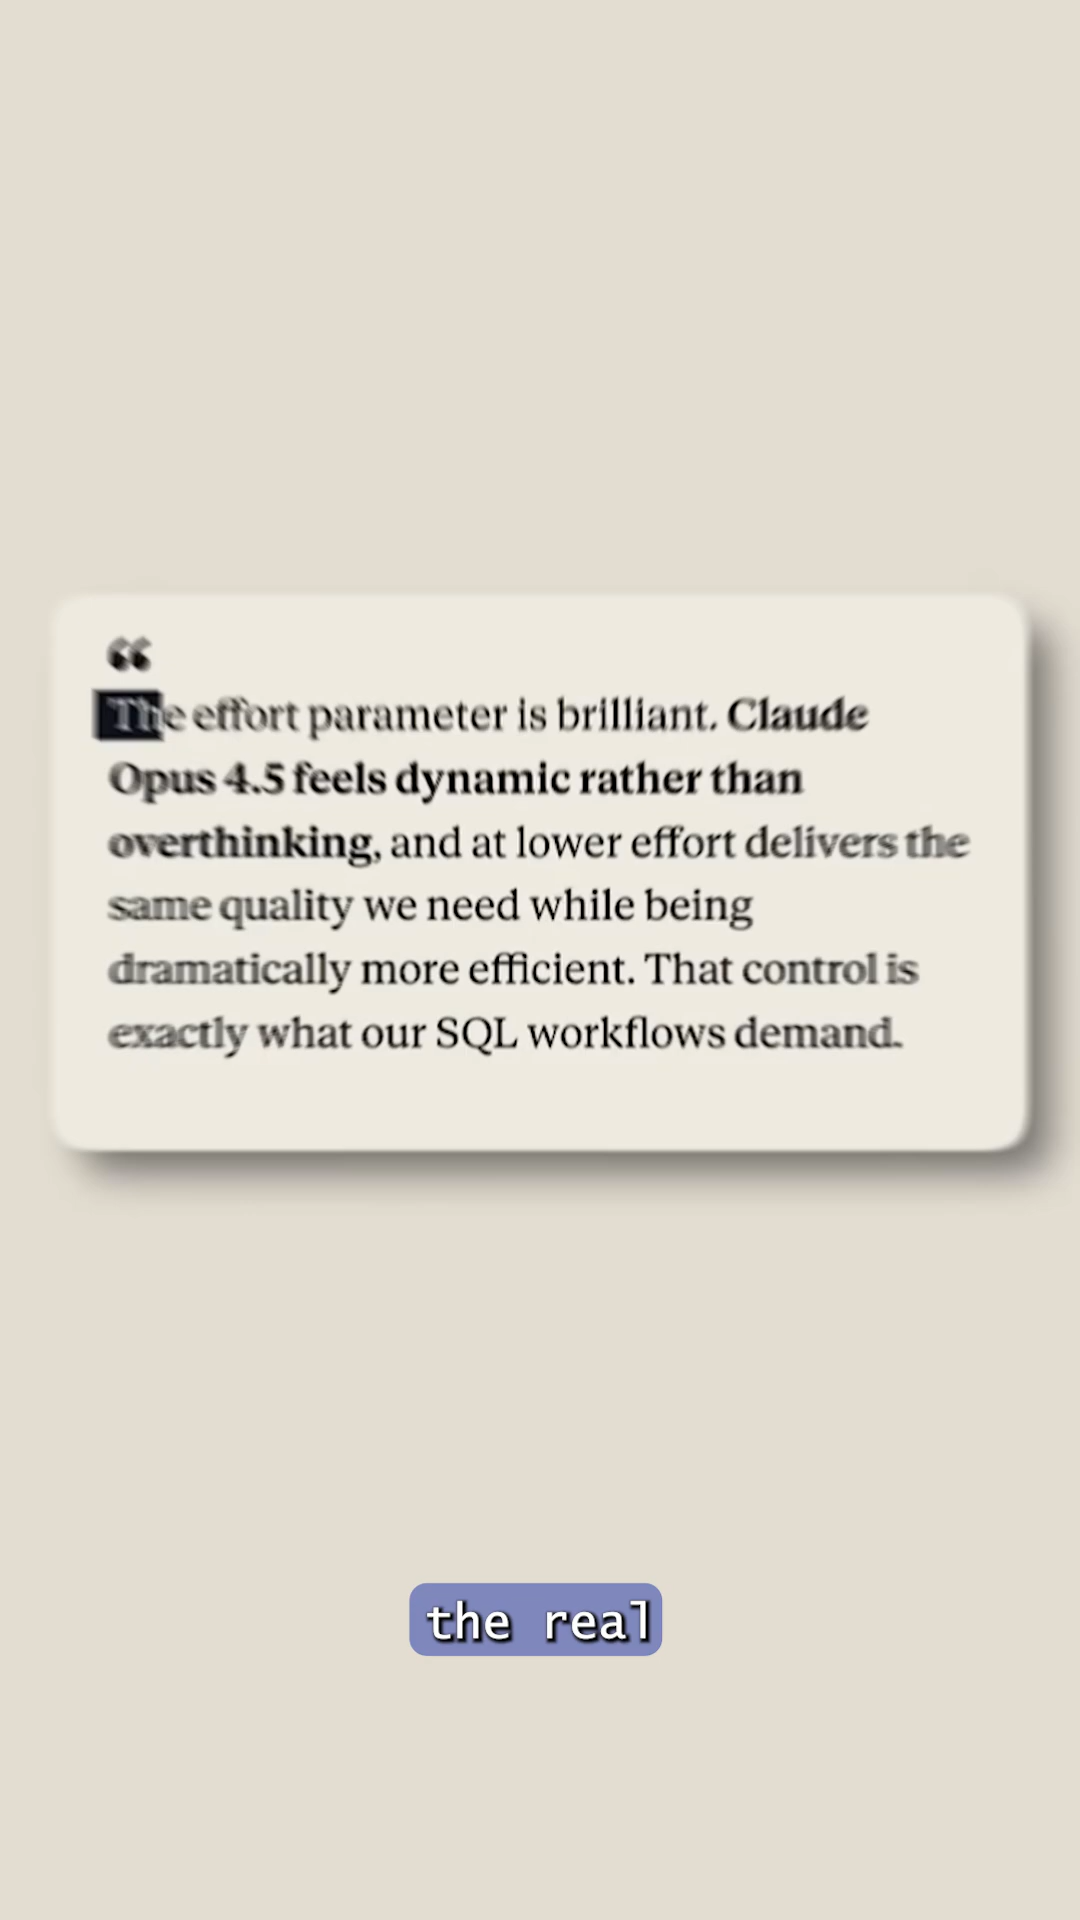 “
The effort parameter is brilliant. Claude
Opus 4.5 feels dynamic rather than
overthinking, and at lower effort delivers the
same quality we need while being
dramatically more efficient. That control is
exactly what our SQL workflows demand.
the real